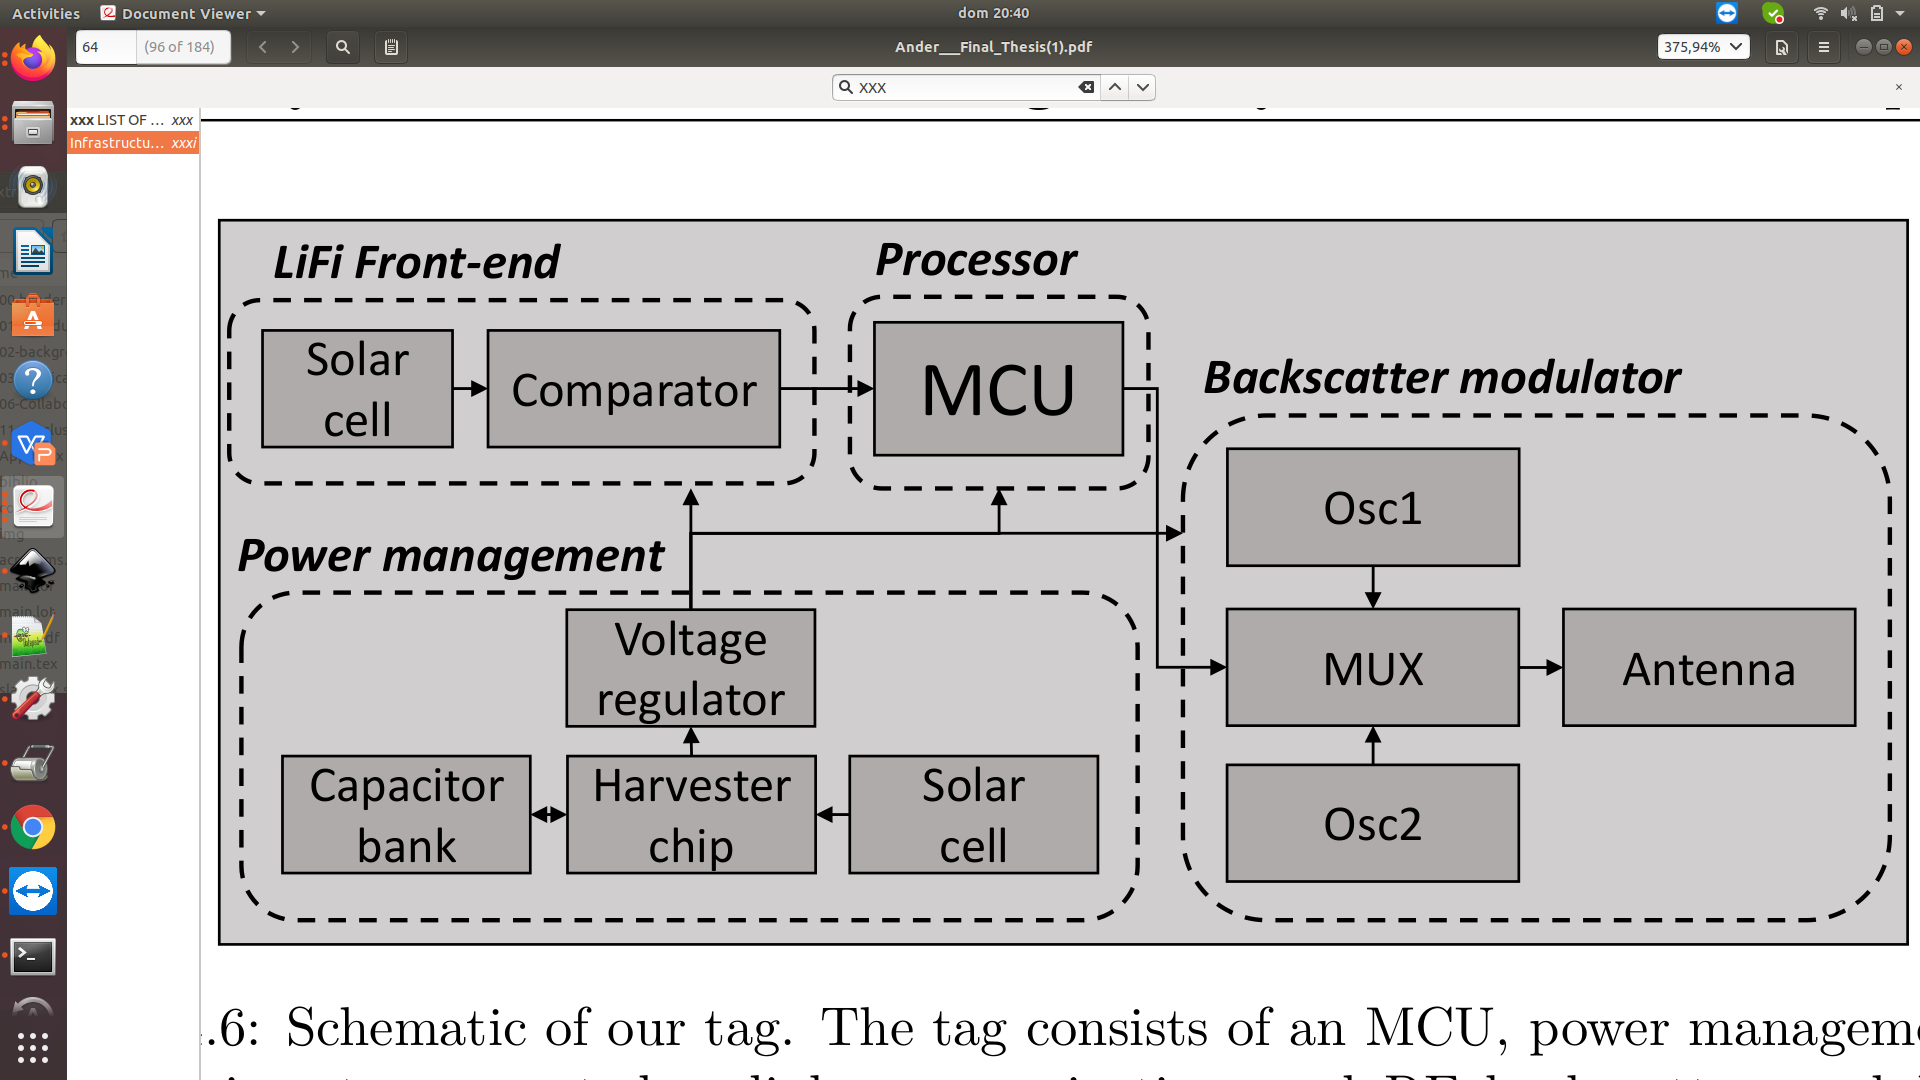 Activities
Document Viewer
dom 20:40
64
(96 of 184)
Ander___Final_Thesis(1).pdf
375,94%
XXX
xxx LIST OF ... xxx
Infrastructu... xxxi
LiFi Front-end
Processor
Solar
cell
Comparator
MCU
Backscatter modulator
Osc1
Power management
Voltage
regulator
MUX
Antenna
Capacitor
bank
Harvester
chip
Solar
cell
Osc2
.6: Schematic of our tag. The tag consists of an MCU, power manageme